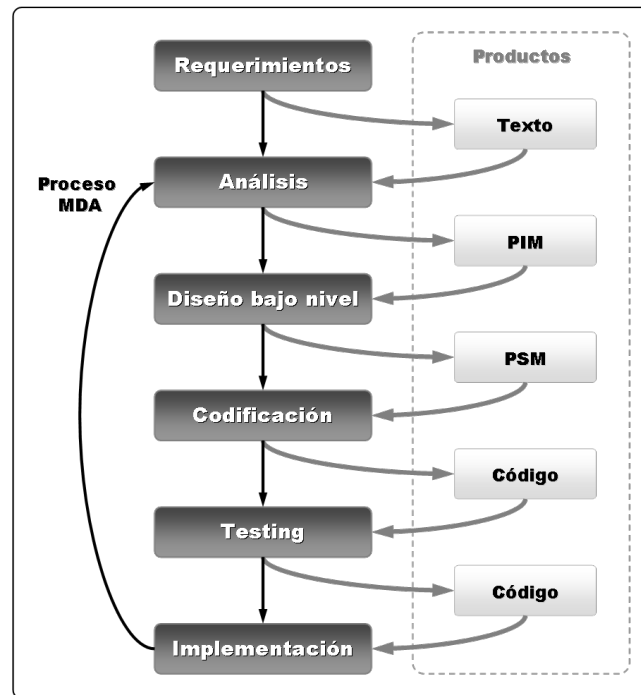 Requerimientos
Productos
Texto
Análisis
Proceso
MDA
PIM
Diseño bajo nivel
PSM
Codificación
Código
Testing
Código
Implementación